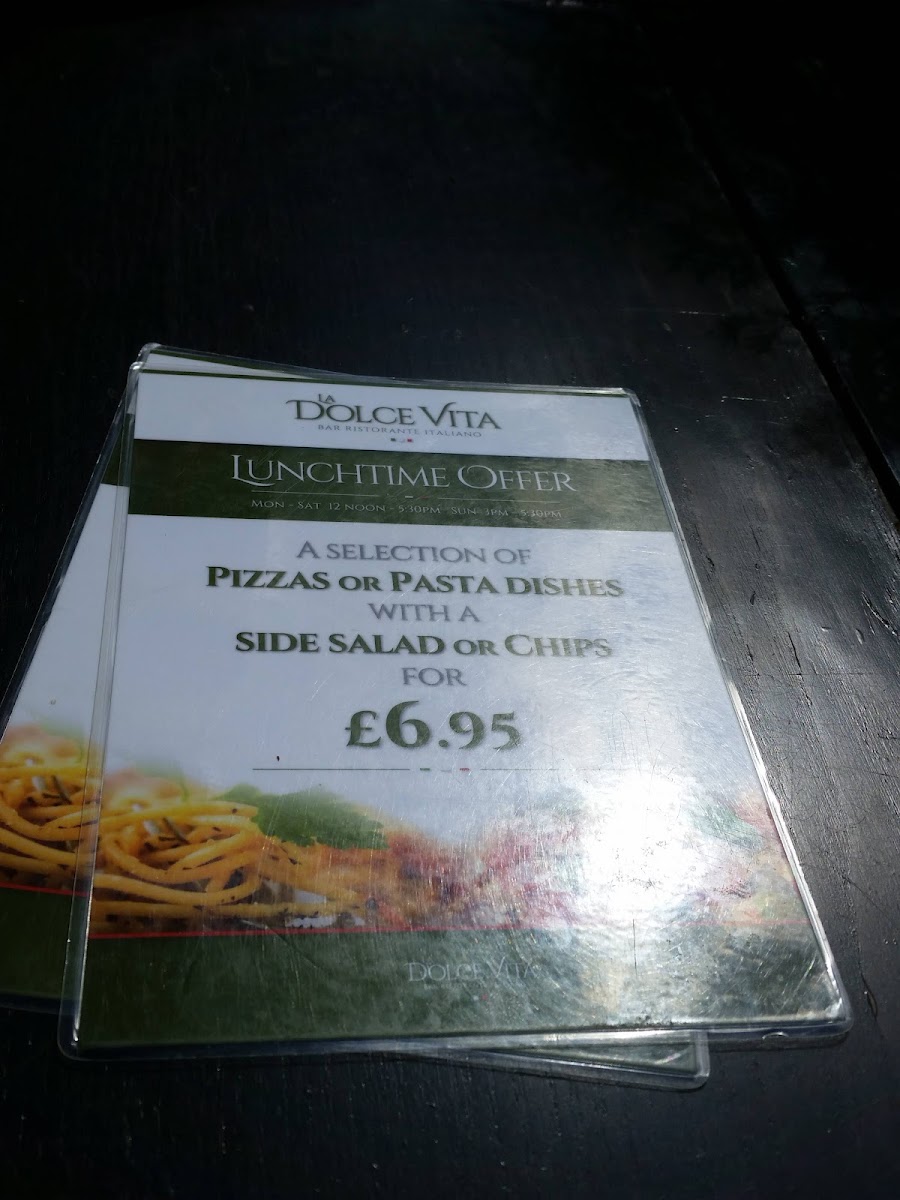 LA
DOLCE VITA
BAR RISTORANTE ITALIANO
LUNCHTIME OFFER
MON - SAT 12 NOON - 5:30PM SUN 3PM - 5:30PM
A SELECTION OF
PIZZAS OR PASTA DISHES
WITH A
SIDE SALAD OR CHIPS
FOR
£6.95
DOLCE VITA